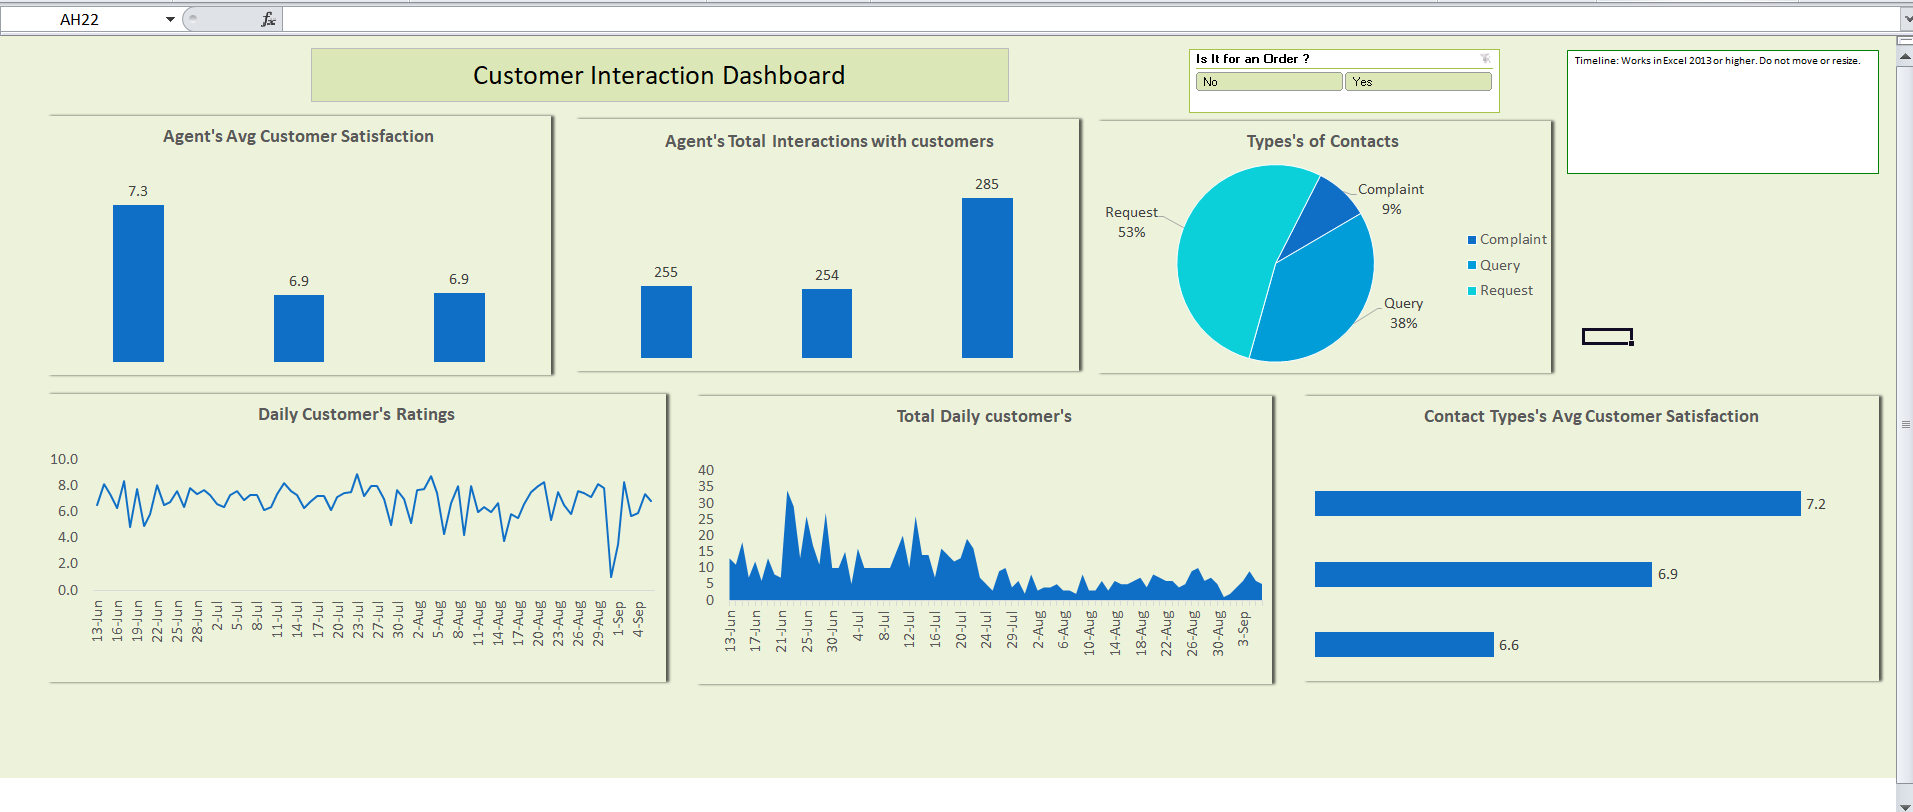 AH22
fx
Customer Interaction Dashboard
Is It for an Order ?
No
Yes
Timeline: Works in Excel 2013 or higher. Do not move or resize.
Agent's Avg Customer Satisfaction
7.3
6.9
6.9
Agent's Total Interactions with customers
255
254
285
Types's of Contacts
Complaint
9%
Request
53%
Query
38%
Complaint
Query
Request
Daily Customer's Ratings
10.0
8.0
6.0
4.0
2.0
0.0
13-Jun
16-Jun
19-Jun
22-Jun
25-Jun
28-Jun
2-Jul
5-Jul
8-Jul
11-Jul
14-Jul
17-Jul
20-Jul
23-Jul
27-Jul
30-Jul
2-Aug
5-Aug
8-Aug
11-Aug
14-Aug
17-Aug
20-Aug
23-Aug
26-Aug
29-Aug
1-Sep
4-Sep
Total Daily customer's
40
35
30
25
20
15
10
5
0
13-Jun
17-Jun
21-Jun
25-Jun
30-Jun
4-Jul
8-Jul
12-Jul
16-Jul
20-Jul
24-Jul
29-Jul
2-Aug
6-Aug
10-Aug
14-Aug
18-Aug
22-Aug
26-Aug
30-Aug
3-Sep
Contact Types's Avg Customer Satisfaction
7.2
6.9
6.6